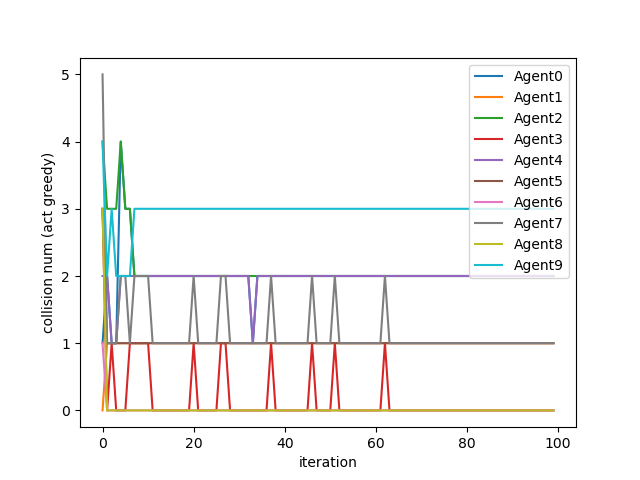 5
4
3
2
1
0
collision num (act greedy)
0
20
40
60
80
100
iteration
Agent0
Agent1
Agent2
Agent3
Agent4
Agent5
Agent6
Agent7
Agent8
Agent9